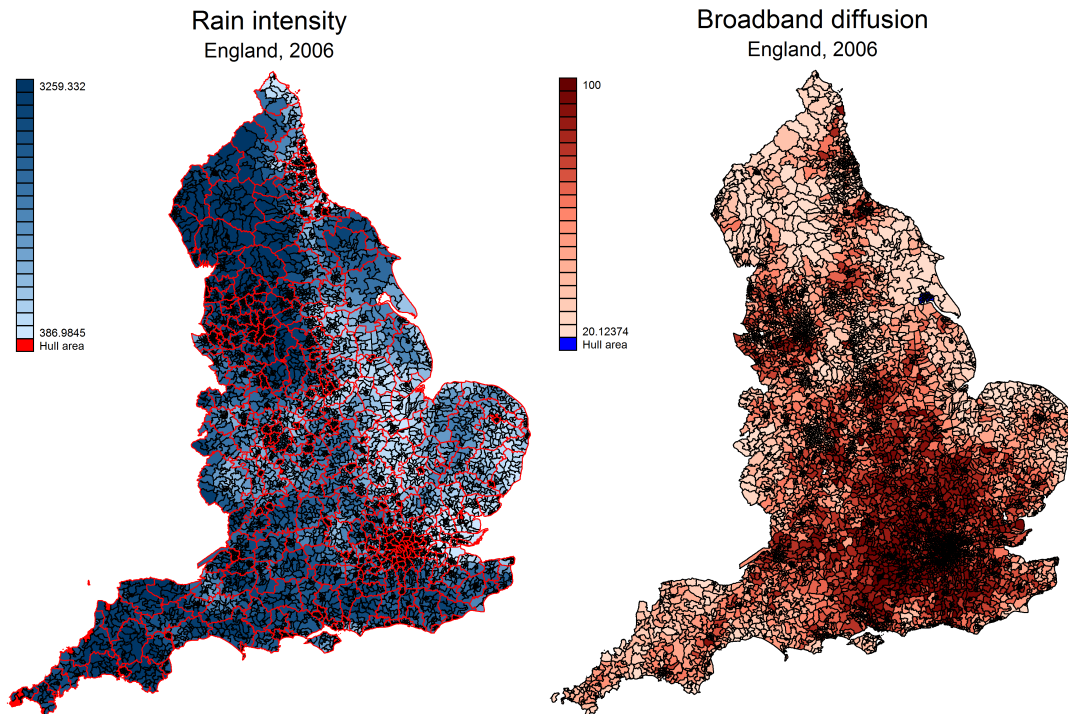 Rain intensity
England, 2006
3259.332
386.9845
Hull area
Broadband diffusion
England, 2006
100
20.12374
Hull area